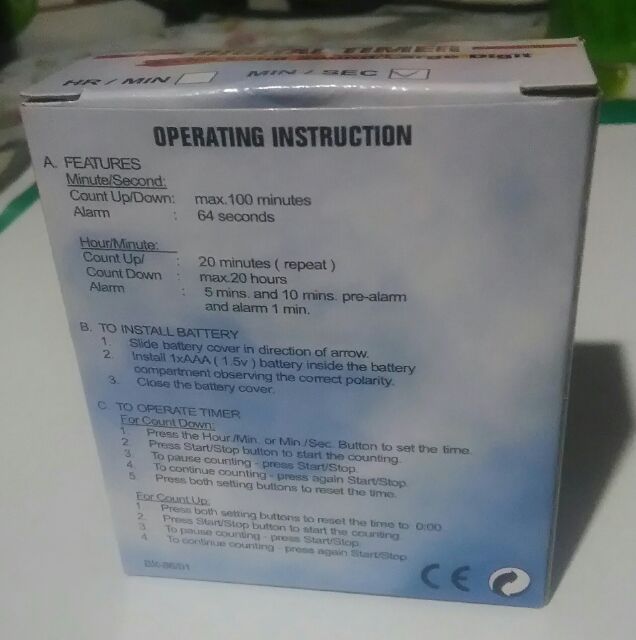 DIGITAL TIMER
Large Digit
HR / MIN MIN / SEC
OPERATING INSTRUCTION
A. FEATURES
Minute/Second:
Count Up/Down: max.100 minutes
Alarm : 64 seconds
Hour/Minute:
Count Up/ : 20 minutes ( repeat )
Count Down : max.20 hours
Alarm : 5 mins. and 10 mins. pre-alarm
and alarm 1 min.
B. TO INSTALL BATTERY
1. Slide battery cover in direction of arrow.
2. Install 1xAAA ( 1.5v ) battery inside the battery
compartment observing the correct polarity.
3. Close the battery cover.
C. TO OPERATE TIMER
For Count Down:
1. Press the Hour./Min. or Min./Sec. Button to set the time.
2. Press Start/Stop button to start the counting.
3. To pause counting - press Start/Stop.
4. To continue counting - press again Start/Stop.
5. Press both setting buttons to reset the time.
For Count Up:
1. Press both setting buttons to reset the time to 0:00
2. Press Start/Stop button to start the counting.
3. To pause counting - press Start/Stop.
4. To continue counting - press again Start/Stop
CE